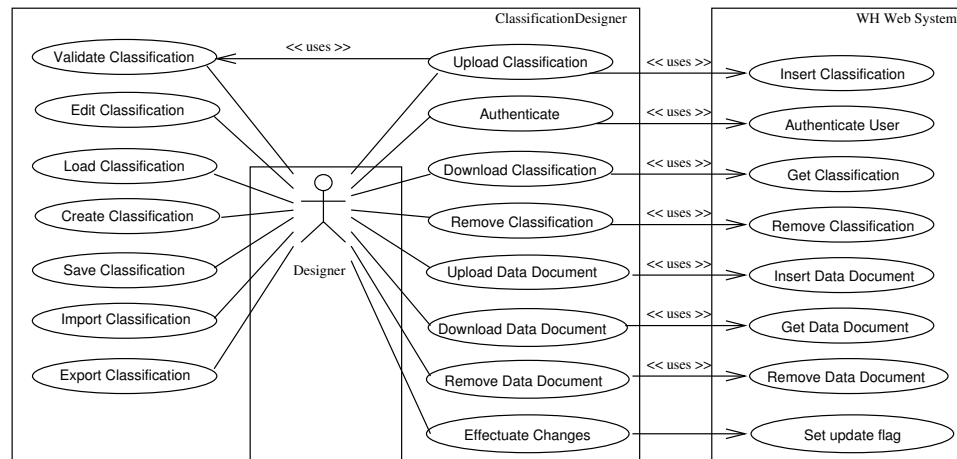 ClassificationDesigner
WH Web System
Validate Classification
<< uses >>
Upload Classification
<< uses >>
Insert Classification
Edit Classification
Authenticate
<< uses >>
Authenticate User
Load Classification
Download Classification
<< uses >>
Get Classification
Create Classification
Remove Classification
<< uses >>
Remove Classification
Save Classification
Designer
Upload Data Document
<< uses >>
Insert Data Document
Import Classification
Download Data Document
<< uses >>
Get Data Document
Export Classification
Remove Data Document
<< uses >>
Remove Data Document
Effectuate Changes
Set update flag